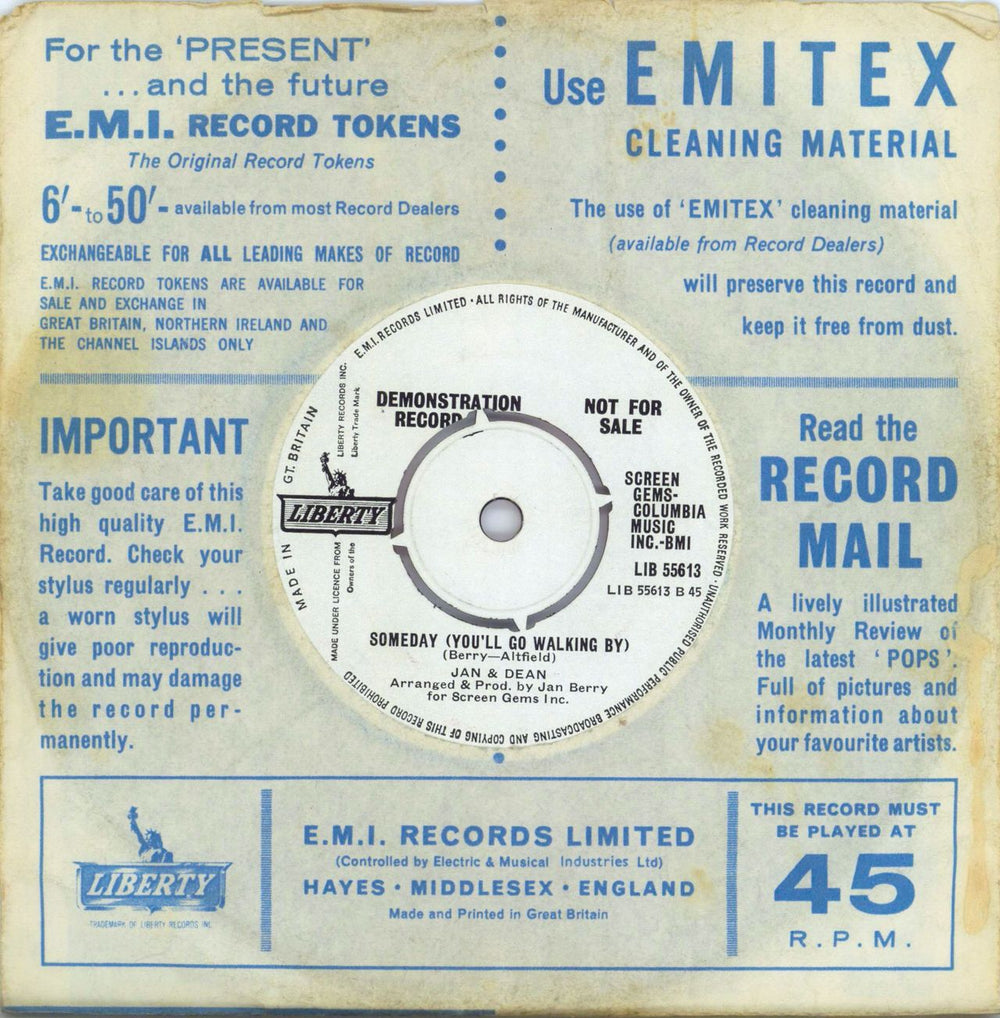 For the 'PRESENT'
...and the future
E.M.I. RECORD TOKENS
The Original Record Tokens
6/- to 50/- available from most Record Dealers
EXCHANGEABLE FOR ALL LEADING MAKES OF RECORD
E.M.I. RECORD TOKENS ARE AVAILABLE FOR
SALE AND EXCHANGE IN
GREAT BRITAIN, NORTHERN IRELAND AND
THE CHANNEL ISLANDS ONLY
Use EMITEX
CLEANING MATERIAL
The use of 'EMITEX' cleaning material
(available from Record Dealers)
will preserve this record and
keep it free from dust.
IMPORTANT
Take good care of this
high quality E.M.I.
Record. Check your
stylus regularly . . .
a worn stylus will
give poor reproduc-
tion and may damage
the record per-
manently.
E.M.I. RECORDS LIMITED · ALL RIGHTS OF THE MANUFACTURER AND OF THE OWNER OF THE RECORDED WORK RESERVED · UNAUTHORISED PUBLIC PERFORMANCE BROADCASTING AND COPYING OF THIS RECORD PROHIBITED
MADE IN GT. BRITAIN
LIBERTY RECORDS INC.
Liberty Trade Mark
MADE UNDER LICENCE FROM
Owners of the
LIBERTY
DEMONSTRATION
RECORD
NOT FOR
SALE
SCREEN
GEMS-
COLUMBIA
MUSIC
INC.-BMI
LIB 55613
LIB 55613 B 45
SOMEDAY (YOU'LL GO WALKING BY)
(Berry—Altfield)
JAN & DEAN
Arranged & Prod. by Jan Berry
for Screen Gems Inc.
Read the
RECORD
MAIL
A lively illustrated
Monthly Review of
the latest 'POPS'.
Full of pictures and
information about
your favourite artists.
LIBERTY
TRADEMARK OF LIBERTY RECORDS INC.
E.M.I. RECORDS LIMITED
(Controlled by Electric & Musical Industries Ltd)
HAYES · MIDDLESEX · ENGLAND
Made and Printed in Great Britain
THIS RECORD MUST
BE PLAYED AT
45
R.P.M.